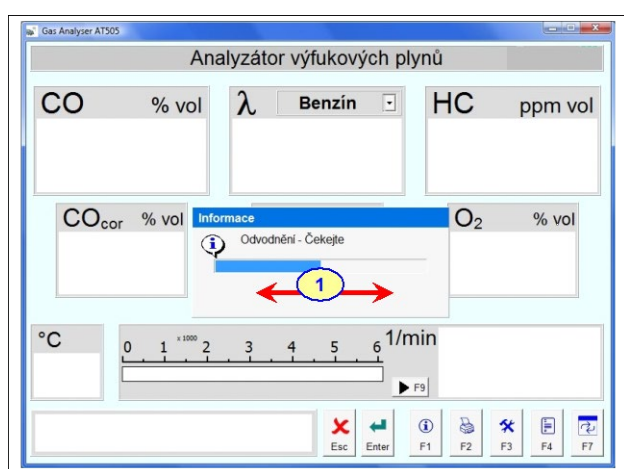 Gas Analyser AT505
Analyzátor výfukových plynů
CO % vol
λ Benzín
HC ppm vol
COcor % vol
O2 % vol
Informace
Odvodnění - Čekejte
1
°C
0 1 x 1000 2 3 4 5 6 1/min
F9
Esc Enter F1 F2 F3 F4 F7